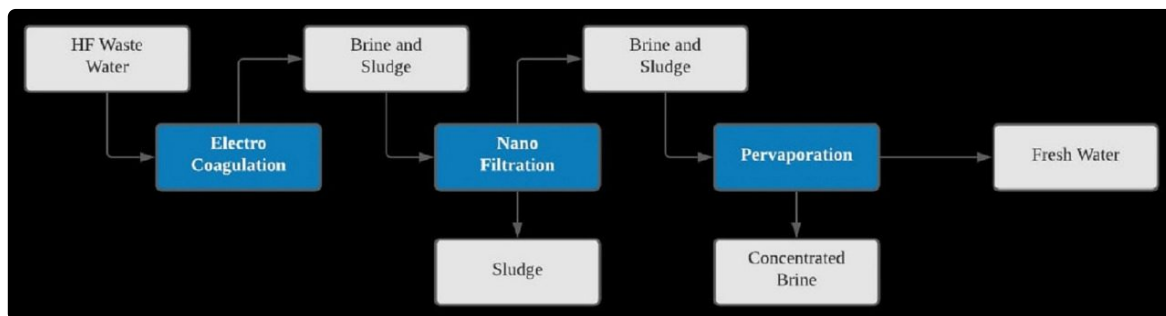 HF Waste
Water
Brine and
Sludge
Brine and
Sludge
Electro
Coagulation
Nano
Filtration
Pervaporation
Fresh Water
Sludge
Concentrated
Brine